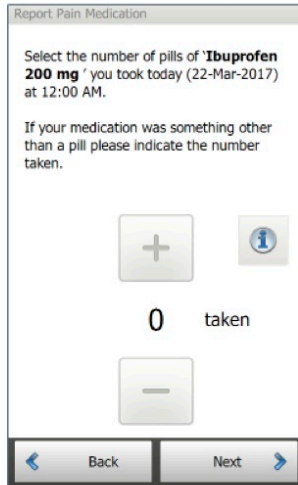 Report Pain Medication
Select the number of pills of ‘Ibuprofen
200 mg ’ you took today (22-Mar-2017)
at 12:00 AM.
If your medication was something other
than a pill please indicate the number
taken.
+
0 taken
—
Back Next